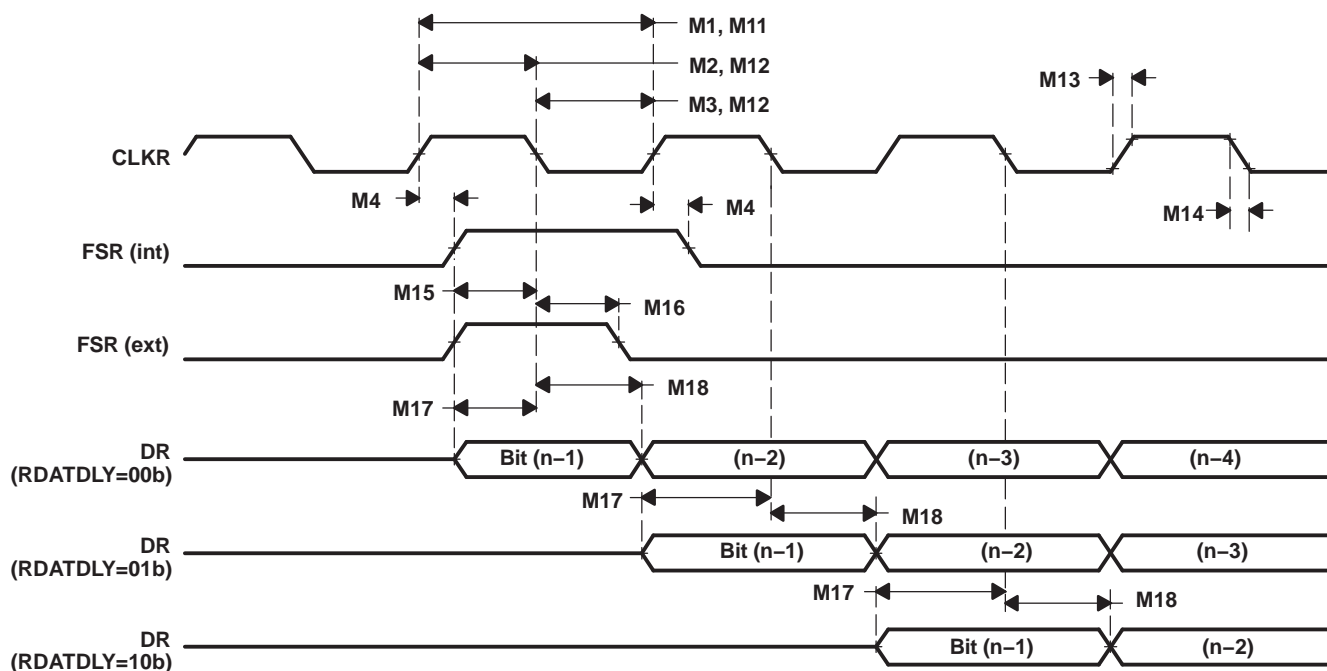 M1, M11
M2, M12
M13
M3, M12
CLKR
M4
M4
M14
FSR (int)
M15
M16
FSR (ext)
M18
M17
DR
(RDATDLY=00b)
Bit (n−1)
(n−2)
(n−3)
(n−4)
M17
M18
DR
(RDATDLY=01b)
Bit (n−1)
(n−2)
(n−3)
M17
M18
DR
(RDATDLY=10b)
Bit (n−1)
(n−2)